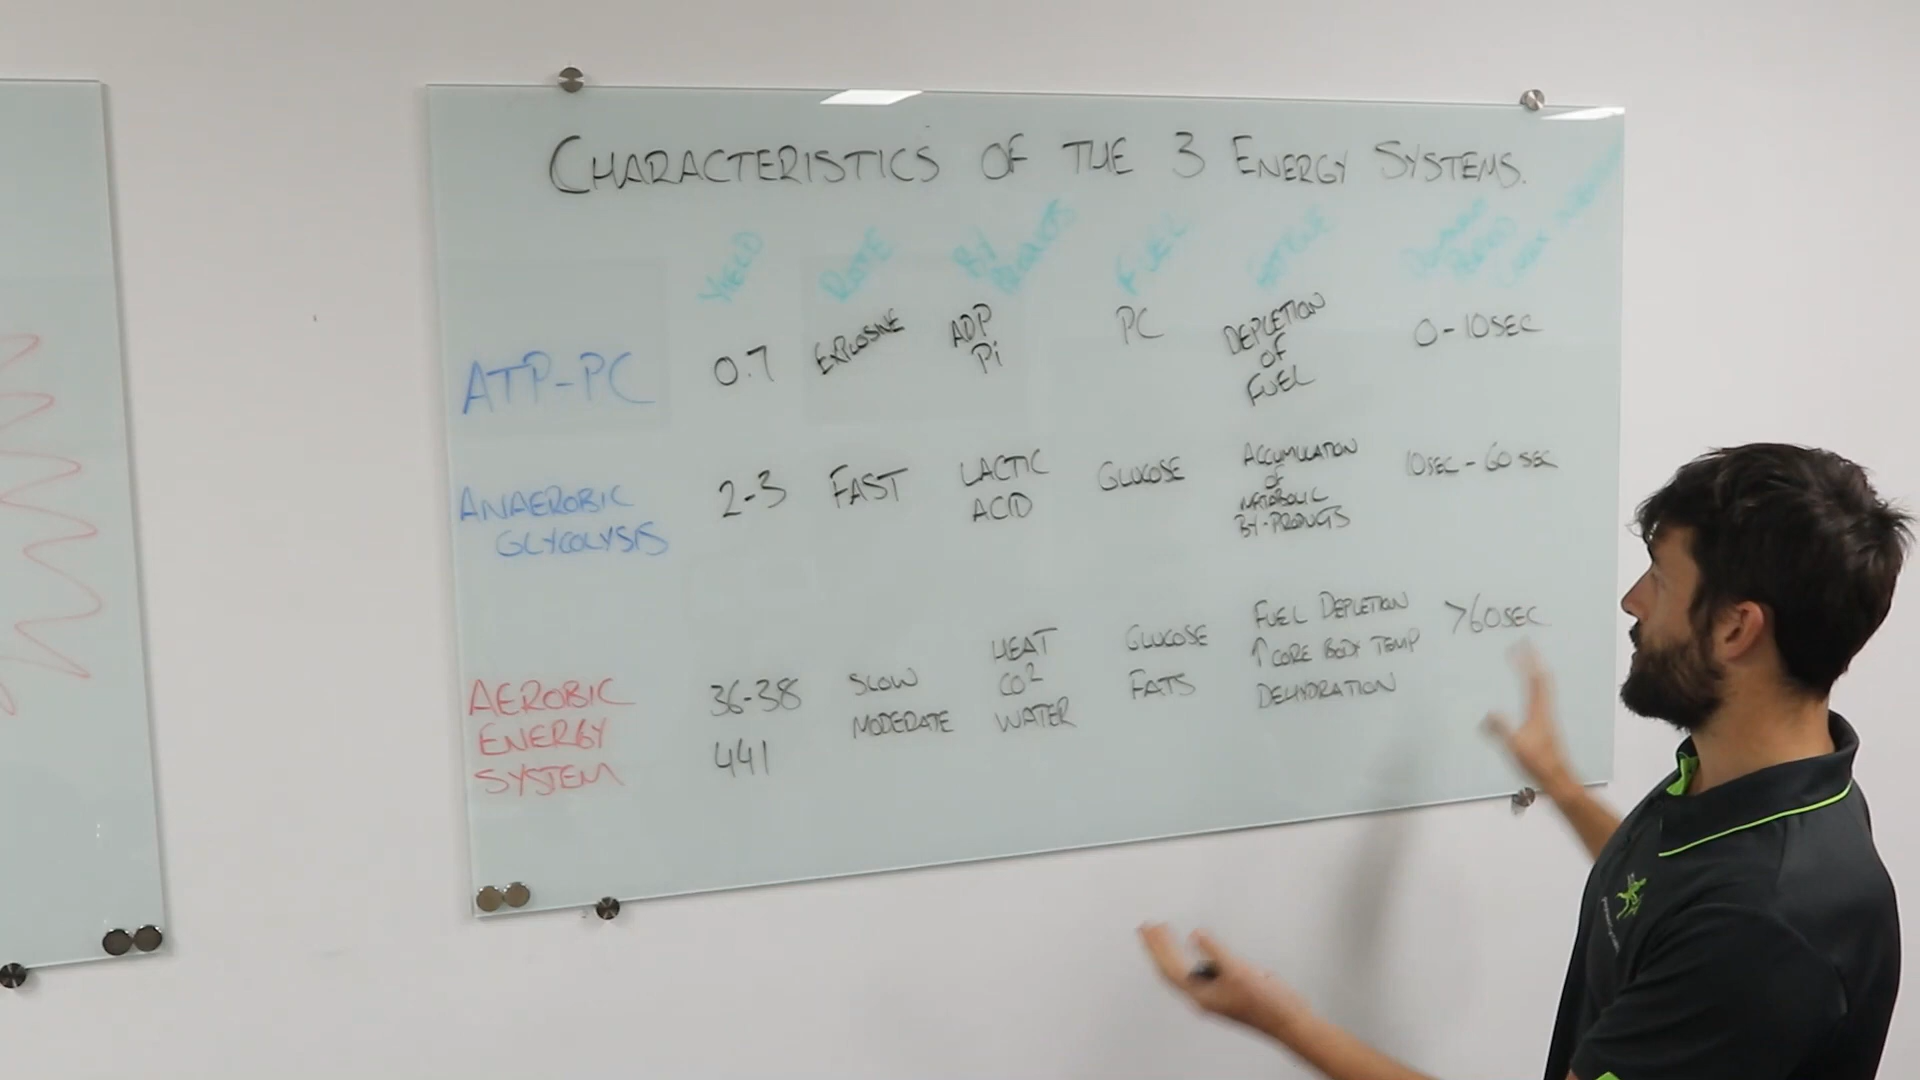 CHARACTERISTICS OF THE 3 ENERGY SYSTEMS.
YIELD RATE BY PRODUCTS FUEL FATIGUE
ATP-PC 0.7 EXPLOSIVE ADP Pi PC DEPLETION OF FUEL 0-10SEC
ANAEROBIC GLYCOLYSIS 2-3 FAST LACTIC ACID GLUCOSE ACCUMULATION OF METABOLIC BY-PRODUCTS 10SEC-60SEC
AEROBIC ENERGY SYSTEM 36-38 441 SLOW MODERATE HEAT CO2 WATER GLUCOSE FATS FUEL DEPLETION ↑ CORE BODY TEMP DEHYDRATION >60SEC